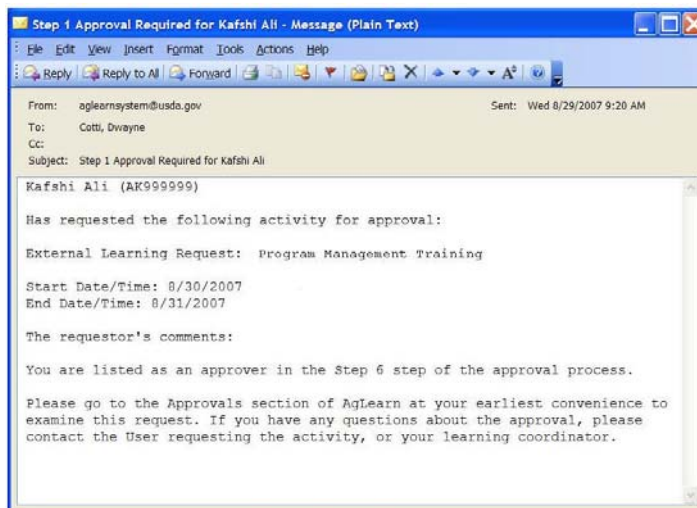 Step 1 Approval Required for Kafshi Ali - Message (Plain Text)
File Edit View Insert Format Tools Actions Help
Reply Reply to All Forward
From: aglearnsystem@usda.gov Sent: Wed 8/29/2007 9:20 AM
To: Cotti, Dwayne
Cc:
Subject: Step 1 Approval Required for Kafshi Ali
Kafshi Ali (AK999999)
Has requested the following activity for approval:
External Learning Request: Program Management Training
Start Date/Time: 8/30/2007
End Date/Time: 8/31/2007
The requestor's comments:
You are listed as an approver in the Step 6 step of the approval process.
Please go to the Approvals section of AgLearn at your earliest convenience to
examine this request. If you have any questions about the approval, please
contact the User requesting the activity, or your learning coordinator.